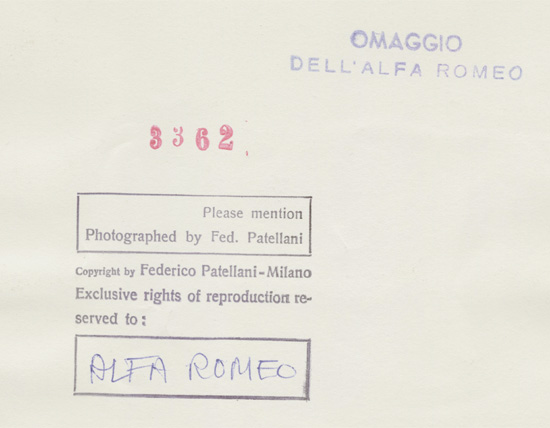 OMAGGIO
DELL'ALFA ROMEO
3362
Please mention
Photographed by Fed. Patellani
Copyright by Federico Patellani-Milano
Exclusive rights of reproduction re-
served to:
ALFA ROMEO